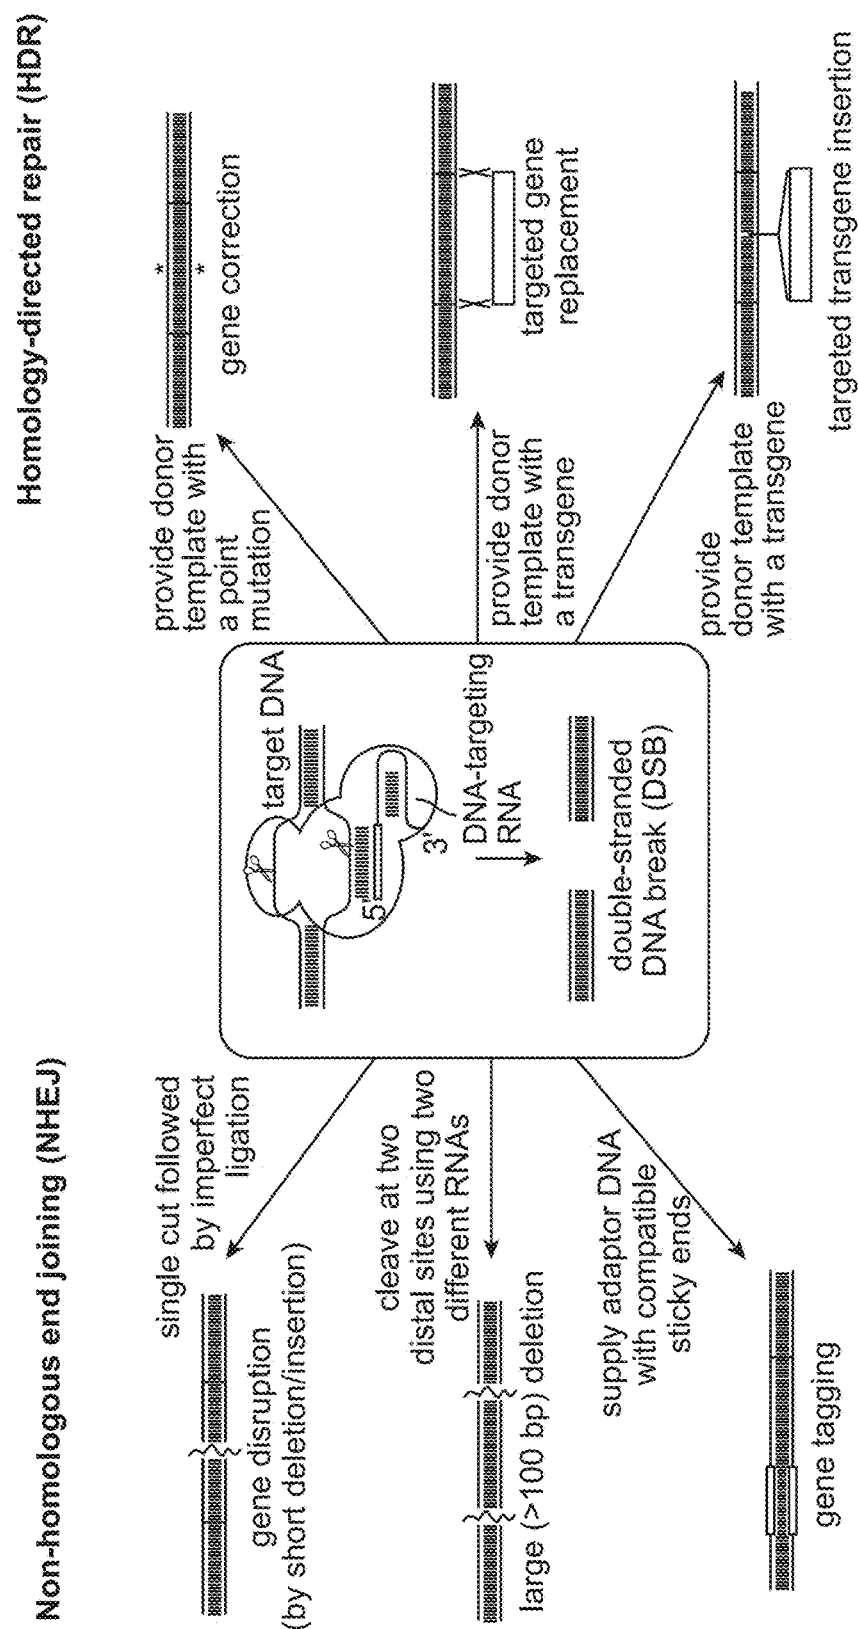 Non-homologous end joining (NHEJ)
Homology-directed repair (HDR)
single cut followed
by imperfect
ligation
gene disruption
(by short deletion/insertion)
cleave at two
distal sites using two
different RNAs
large (>100 bp) deletion
supply adaptor DNA
with compatible
sticky ends
gene tagging
target DNA
5'
3'
DNA-targeting
RNA
double-stranded
DNA break (DSB)
provide donor
template with
a point
mutation
*
*
gene correction
provide donor
template with
a transgene
targeted gene
replacement
provide
donor template
with a transgene
targeted transgene insertion